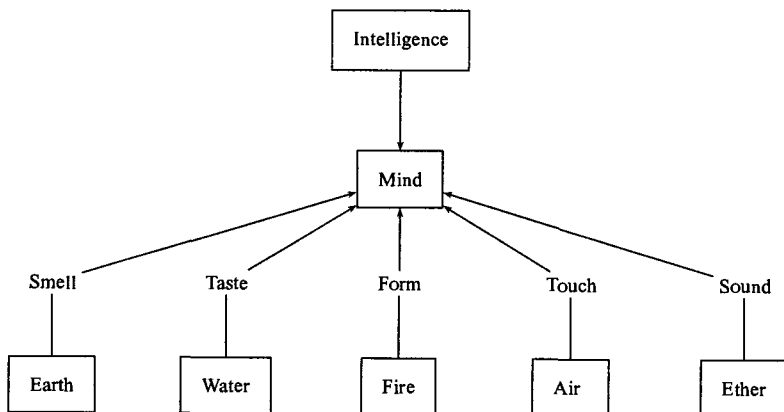 Intelligence
Mind
Smell Taste Form Touch Sound
Earth Water Fire Air Ether